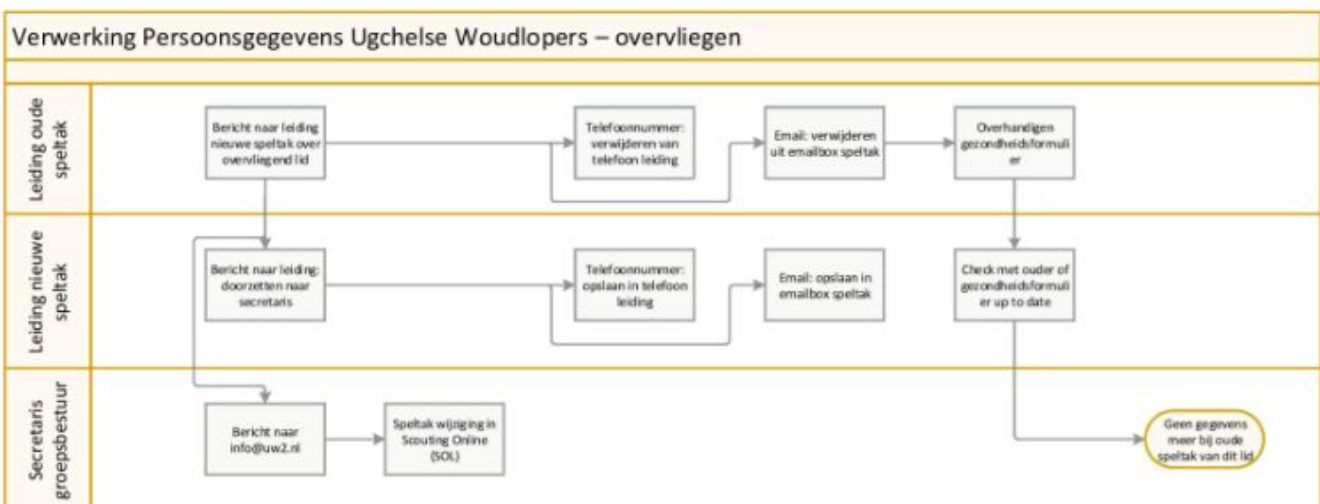 Verwerking Persoonsgegevens Ugchelse Woudlopers – overvliegen
Leiding oude
speltak
Bericht naar leiding
nieuwe speltak over
overvliegend lid
Telefoonnummer:
verwijderen van
telefoon leiding
Email: verwijderen
uit emailbox speltak
Overhandigen
gezondheidsformuli
er
Leiding nieuwe
speltak
Bericht naar leiding:
doorzetten naar
secretaris
Telefoonnummer:
opslaan in telefoon
leiding
Email: opslaan in
emailbox speltak
Check met ouder of
gezondheidsformuli
er up to date
Secretaris
groepsbestuur
Bericht naar
info@uw2.nl
Speltak wijziging in
Scouting Online
(SOL)
Geen gegevens
meer bij oude
speltak van dit lid